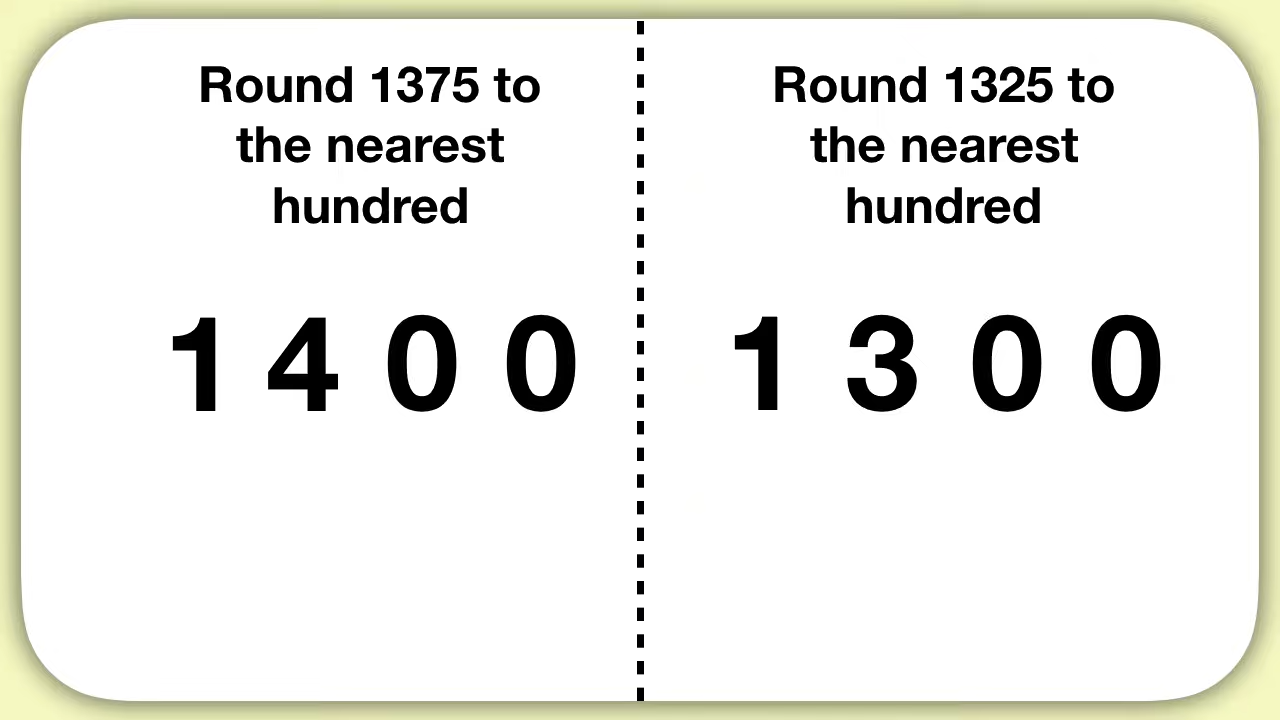 Round 1375 to
the nearest
hundred
1 4 0 0
Round 1325 to
the nearest
hundred
1 3 0 0